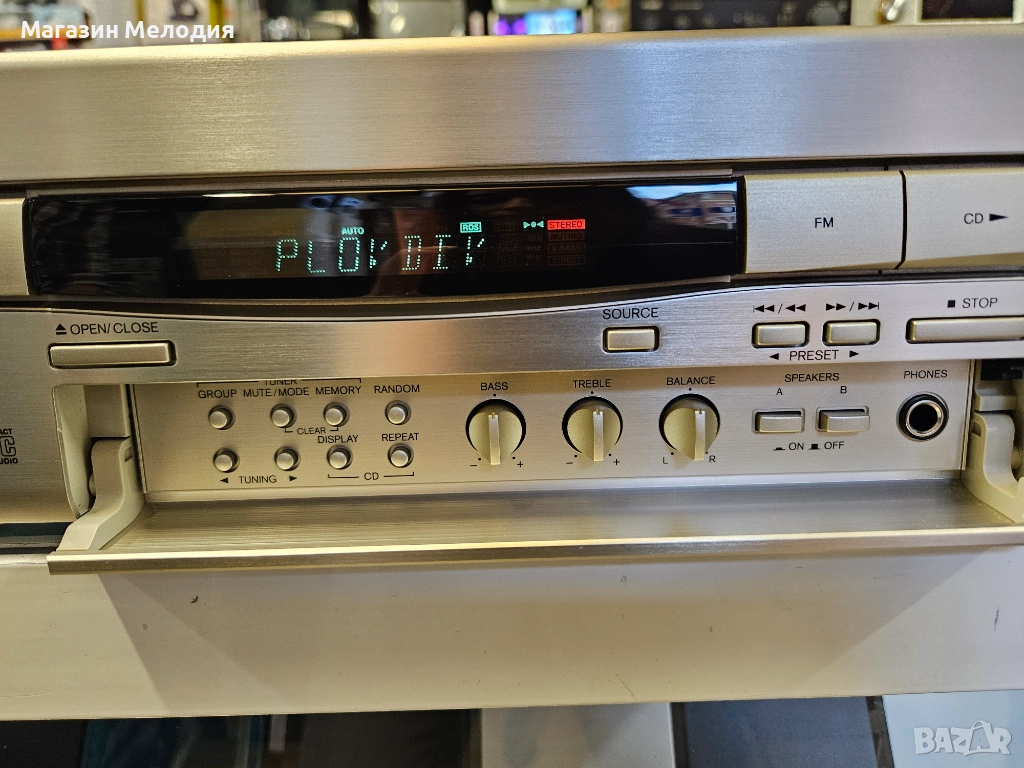 Магазин Мелодия
AUTO RDS STEREO
PLOVDIV
FM
CD
OPEN/CLOSE
SOURCE
STOP
PRESET
TUNER
GROUP MUTE/MODE MEMORY RANDOM
CLEAR
DISPLAY REPEAT
TUNING
CD
BASS
- +
TREBLE
- +
BALANCE
L R
SPEAKERS
A B
ON OFF
PHONES
BAZAR